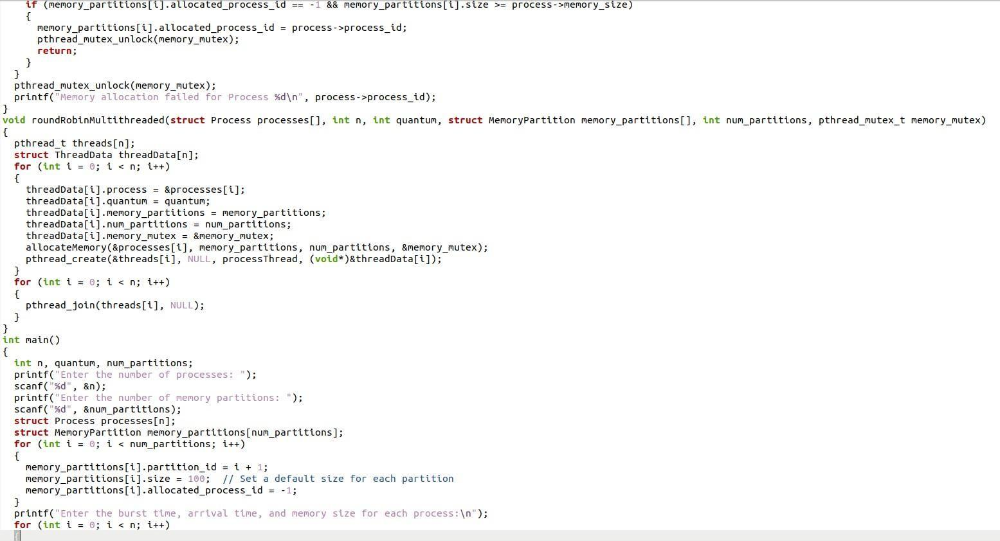 if (memory_partitions[i].allocated_process_id == -1 && memory_partitions[i].size >= process->memory_size)
    {
      memory_partitions[i].allocated_process_id = process->process_id;
      pthread_mutex_unlock(memory_mutex);
      return;
    }
  }
  pthread_mutex_unlock(memory_mutex);
  printf("Memory allocation failed for Process %d\n", process->process_id);
}
void roundRobinMultithreaded(struct Process processes[], int n, int quantum, struct MemoryPartition memory_partitions[], int num_partitions, pthread_mutex_t memory_mutex)
{
  pthread_t threads[n];
  struct ThreadData threadData[n];
  for (int i = 0; i < n; i++)
  {
    threadData[i].process = &processes[i];
    threadData[i].quantum = quantum;
    threadData[i].memory_partitions = memory_partitions;
    threadData[i].num_partitions = num_partitions;
    threadData[i].memory_mutex = &memory_mutex;
    allocateMemory(&processes[i], memory_partitions, num_partitions, &memory_mutex);
    pthread_create(&threads[i], NULL, processThread, (void*)&threadData[i]);
  }
  for (int i = 0; i < n; i++)
  {
    pthread_join(threads[i], NULL);
  }
}
int main()
{
  int n, quantum, num_partitions;
  printf("Enter the number of processes: ");
  scanf("%d", &n);
  printf("Enter the number of memory partitions: ");
  scanf("%d", &num_partitions);
  struct Process processes[n];
  struct MemoryPartition memory_partitions[num_partitions];
  for (int i = 0; i < num_partitions; i++)
  {
    memory_partitions[i].partition_id = i + 1;
    memory_partitions[i].size = 100;  // Set a default size for each partition
    memory_partitions[i].allocated_process_id = -1;
  }
  printf("Enter the burst time, arrival time, and memory size for each process:\n");
  for (int i = 0; i < n; i++)
  {